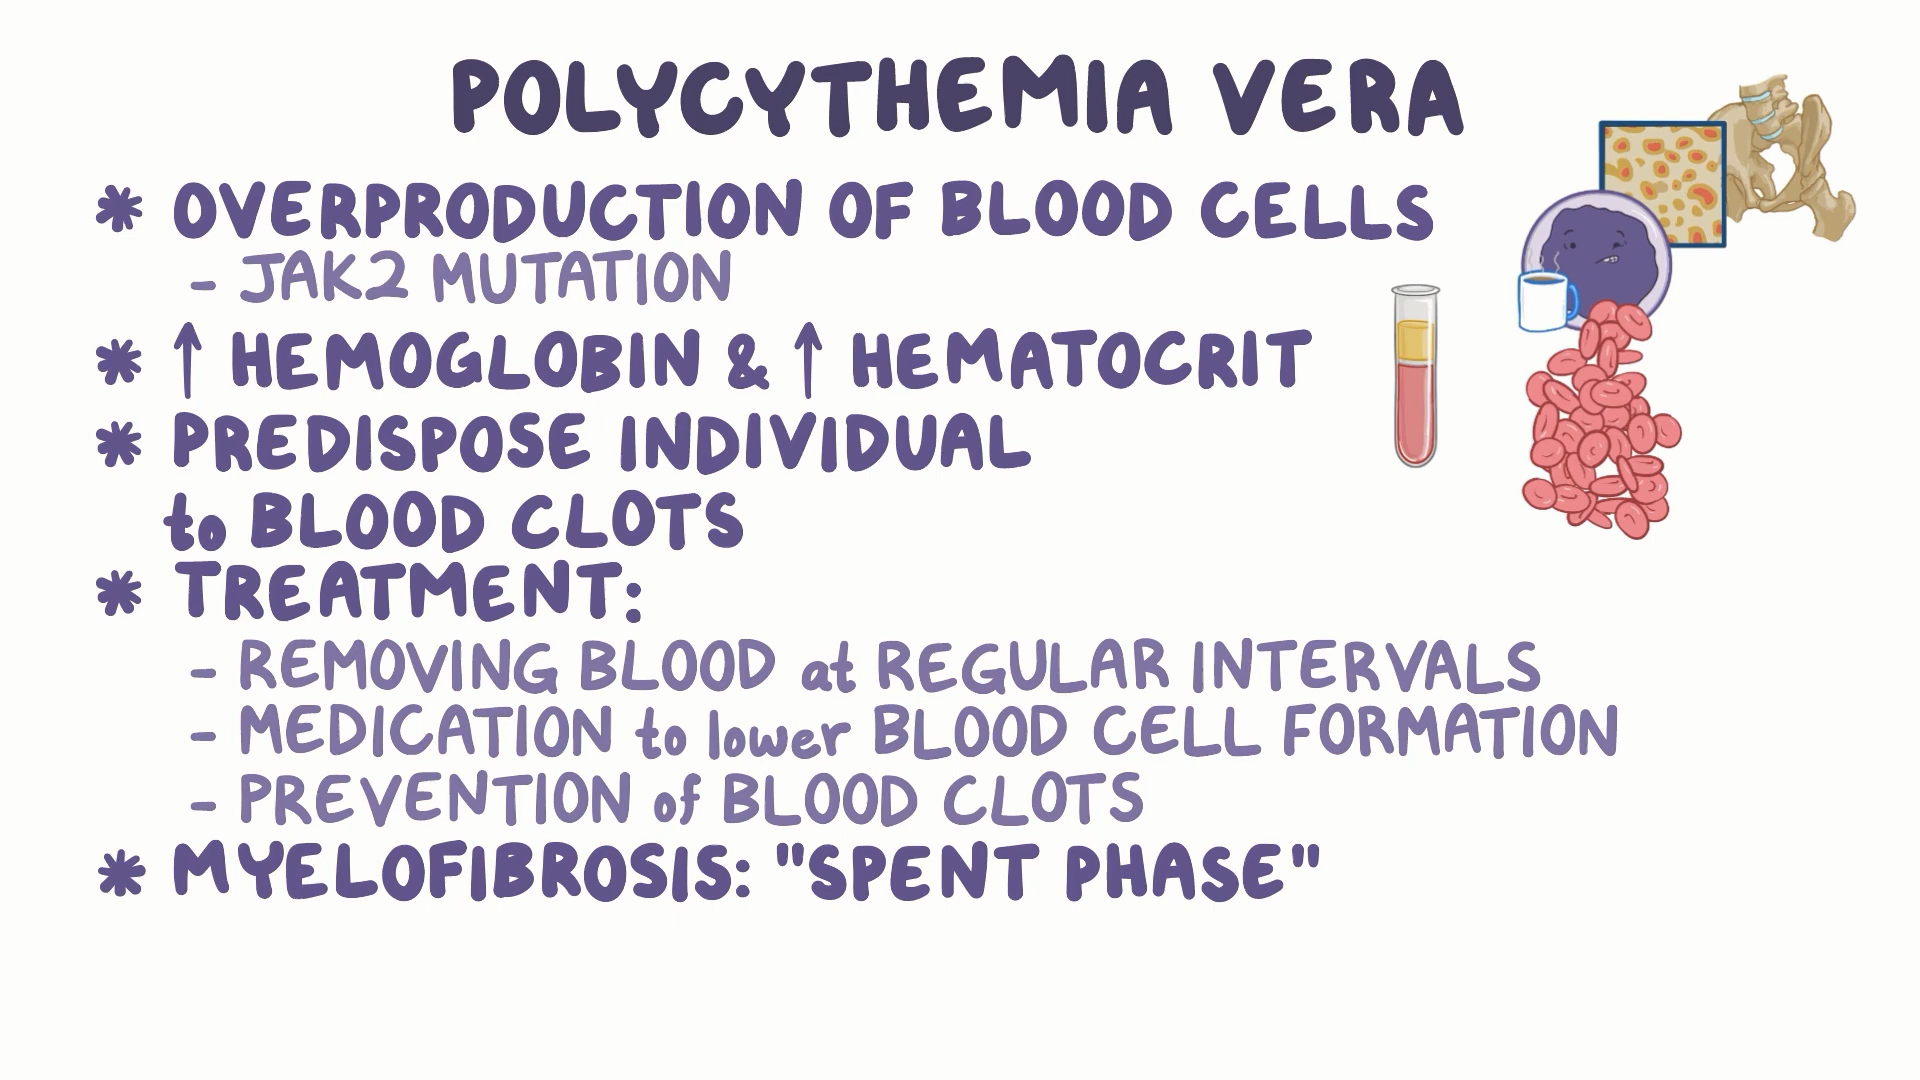 POLYCYTHEMIA VERA
* OVERPRODUCTION OF BLOOD CELLS
- JAK2 MUTATION
* ↑ HEMOGLOBIN & ↑ HEMATOCRIT
* PREDISPOSE INDIVIDUAL
to BLOOD CLOTS
* TREATMENT:
- REMOVING BLOOD at REGULAR INTERVALS
- MEDICATION to lower BLOOD CELL FORMATION
- PREVENTION of BLOOD CLOTS
* MYELOFIBROSIS: "SPENT PHASE"